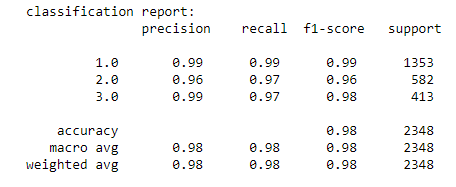 classification report:
precision recall f1-score support
1.0 0.99 0.99 0.99 1353
2.0 0.96 0.97 0.96 582
3.0 0.99 0.97 0.98 413
accuracy 0.98 2348
macro avg 0.98 0.98 0.98 2348
weighted avg 0.98 0.98 0.98 2348